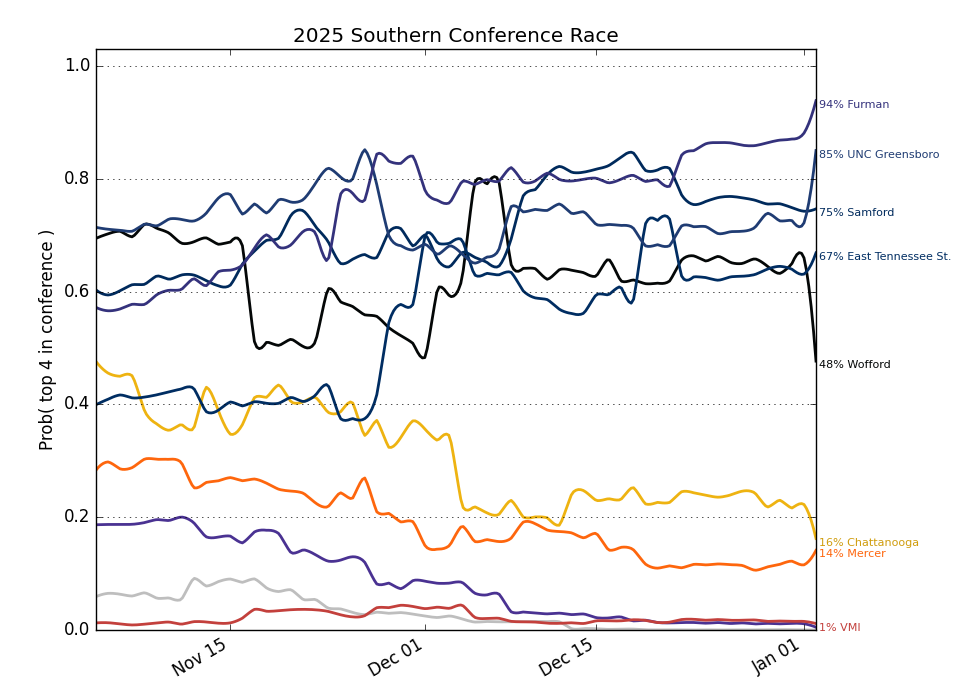 2025 Southern Conference Race
Prob( top 4 in conference )
1.0
0.8
0.6
0.4
0.2
0.0
Nov 15
Dec 01
Dec 15
Jan 01
94% Furman
85% UNC Greensboro
75% Samford
67% East Tennessee St.
48% Wofford
16% Chattanooga
14% Mercer
1% VMI